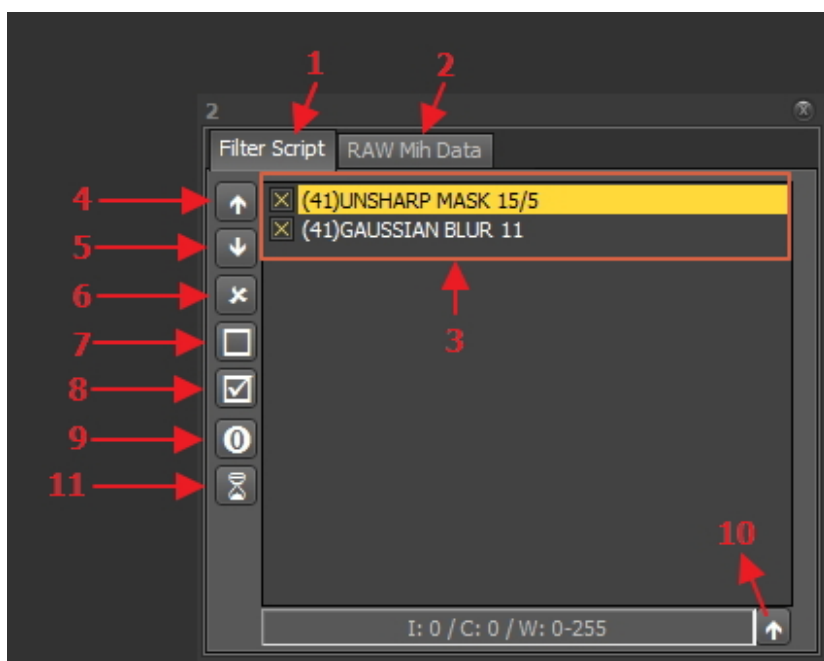 1 2
2
Filter Script RAW Mih Data
4 (41)UNSHARP MASK 15/5
5 (41)GAUSSIAN BLUR 11
6
3
7
8
9
11
10
I: 0 / C: 0 / W: 0-255